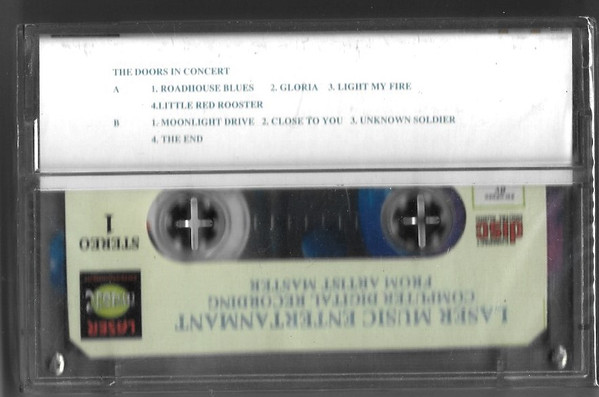 THE DOORS IN CONCERT
A 1. ROADHOUSE BLUES 2. GLORIA 3. LIGHT MY FIRE
4.LITTLE RED ROOSTER
B 1. MOONLIGHT DRIVE 2. CLOSE TO YOU 3. UNKNOWN SOLDIER
4. THE END
1
STEREO
disc
LASER
music
LASER MUSIC ENTERTANMANT
COMPUTER DIGITAL RECORDING
FROM ARTIST MASTER